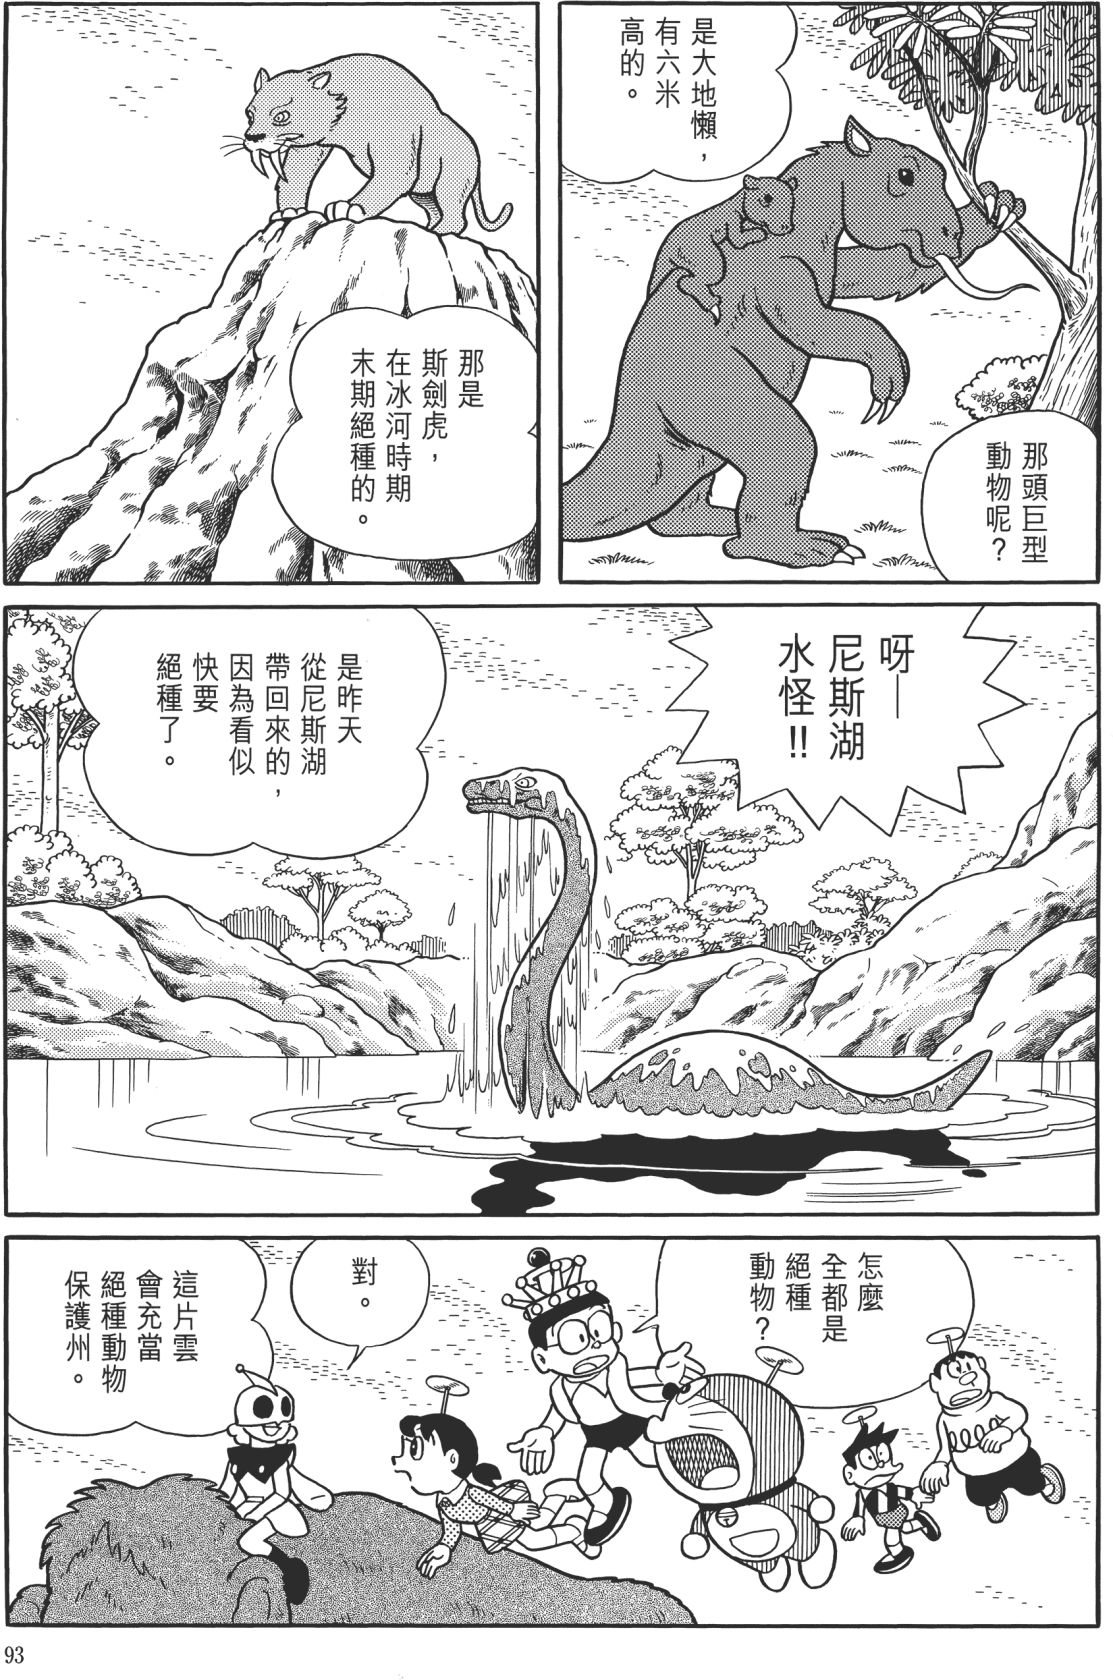 那頭巨型
動物呢？
是大地懶，
有六米
高的。
那是
斯劍虎，
在冰河時期
末期絕種的。
呀—
尼斯湖
水怪!!
是昨天
從尼斯湖
帶回來的，
因為看似
快要
絕種了。
怎麼
全都是
絕種
動物？
對。
這片雲
會充當
絕種動物
保護州。
93